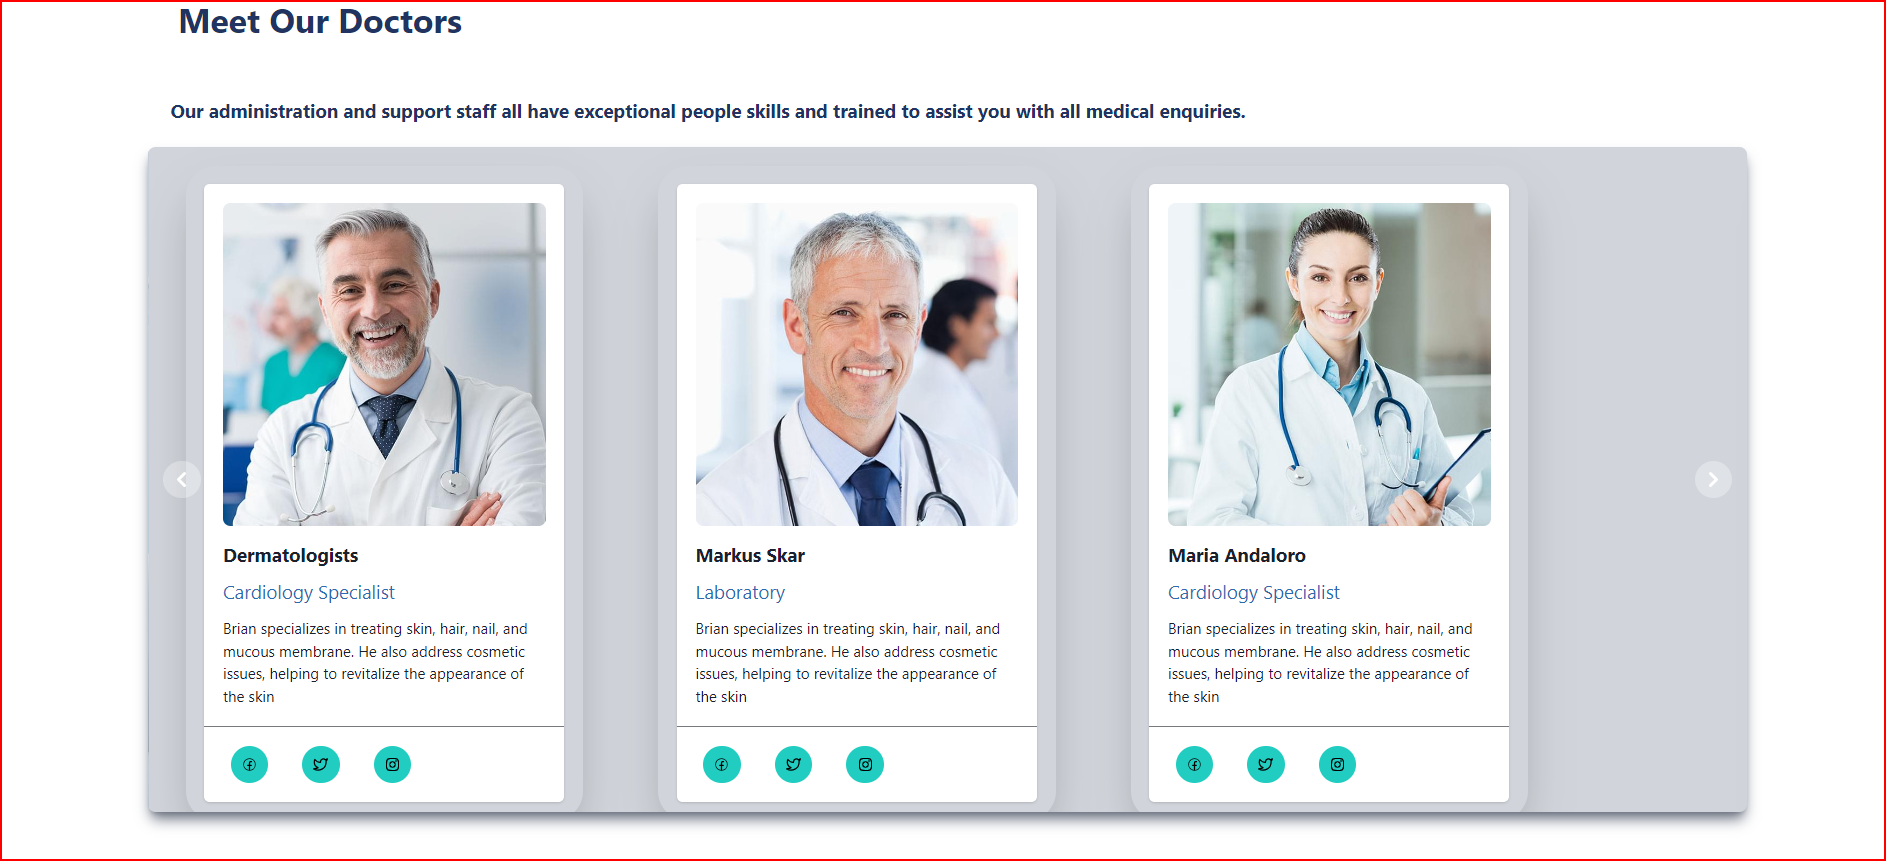 Meet Our Doctors
Our administration and support staff all have exceptional people skills and trained to assist you with all medical enquiries.
Dermatologists
Cardiology Specialist
Brian specializes in treating skin, hair, nail, and
mucous membrane. He also address cosmetic
issues, helping to revitalize the appearance of
the skin
Markus Skar
Laboratory
Brian specializes in treating skin, hair, nail, and
mucous membrane. He also address cosmetic
issues, helping to revitalize the appearance of
the skin
Maria Andaloro
Cardiology Specialist
Brian specializes in treating skin, hair, nail, and
mucous membrane. He also address cosmetic
issues, helping to revitalize the appearance of
the skin